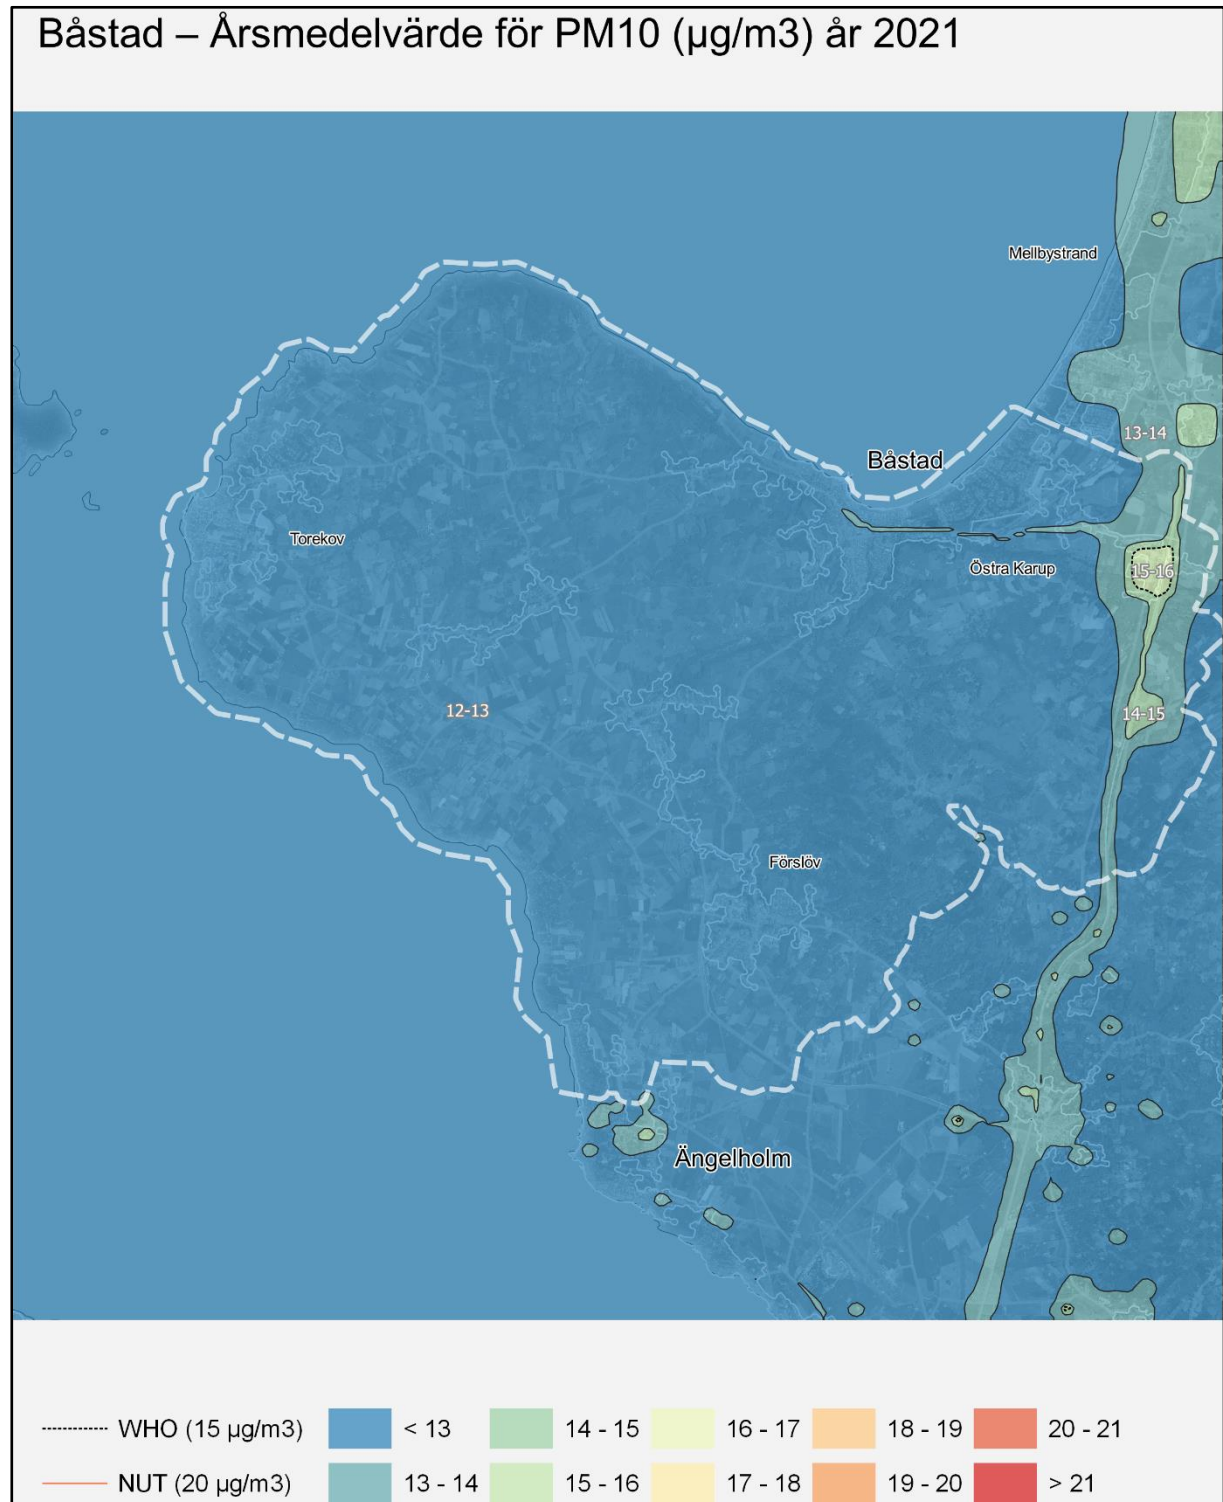 Båstad – Årsmedelvärde för PM10 (µg/m3) år 2021
Mellbystrand
13-14
Båstad
Torekov
Östra Karup
15-16
12-13
14-15
Förslöv
Ängelholm
WHO (15 µg/m3)
< 13
14 - 15
16 - 17
18 - 19
20 - 21
NUT (20 µg/m3)
13 - 14
15 - 16
17 - 18
19 - 20
> 21